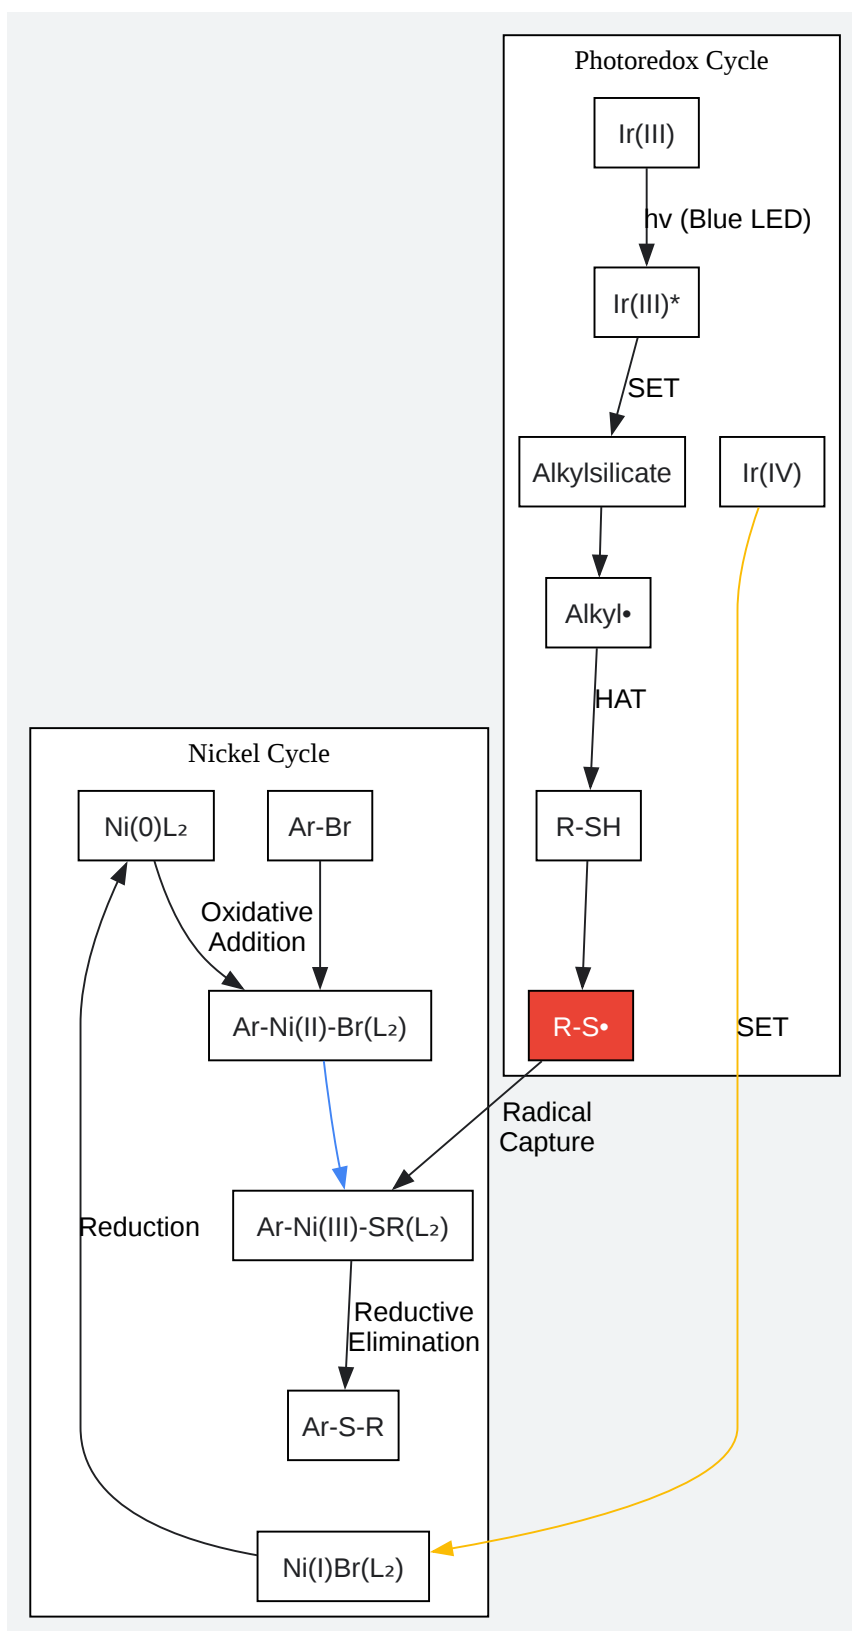 Photoredox Cycle
Ir(III)
hv (Blue LED)
Ir(III)*
SET
Alkylsilicate
Ir(IV)
Alkyl•
HAT
R-SH
R-S•
SET
Radical
Capture
Nickel Cycle
Ni(0)L₂
Ar-Br
Oxidative
Addition
Ar-Ni(II)-Br(L₂)
Ar-Ni(III)-SR(L₂)
Reduction
Reductive
Elimination
Ar-S-R
Ni(I)Br(L₂)